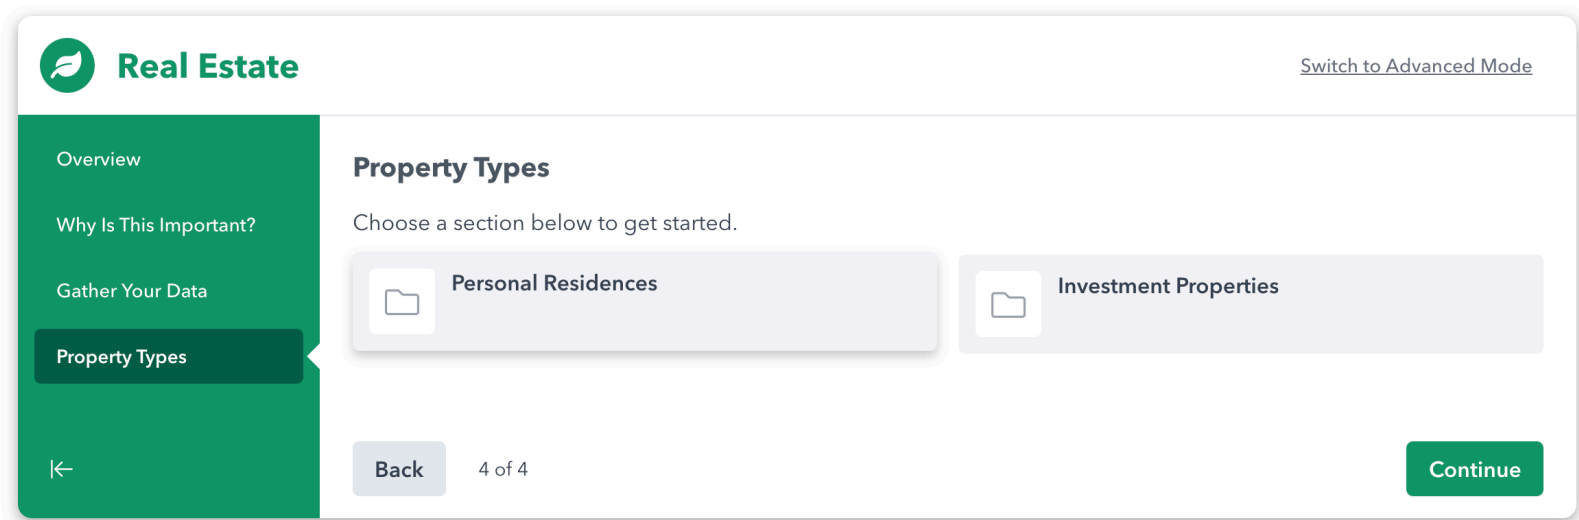 Real Estate
Switch to Advanced Mode
Overview
Why Is This Important?
Gather Your Data
Property Types
Property Types
Choose a section below to get started.
Personal Residences
Investment Properties
Back
4 of 4
Continue